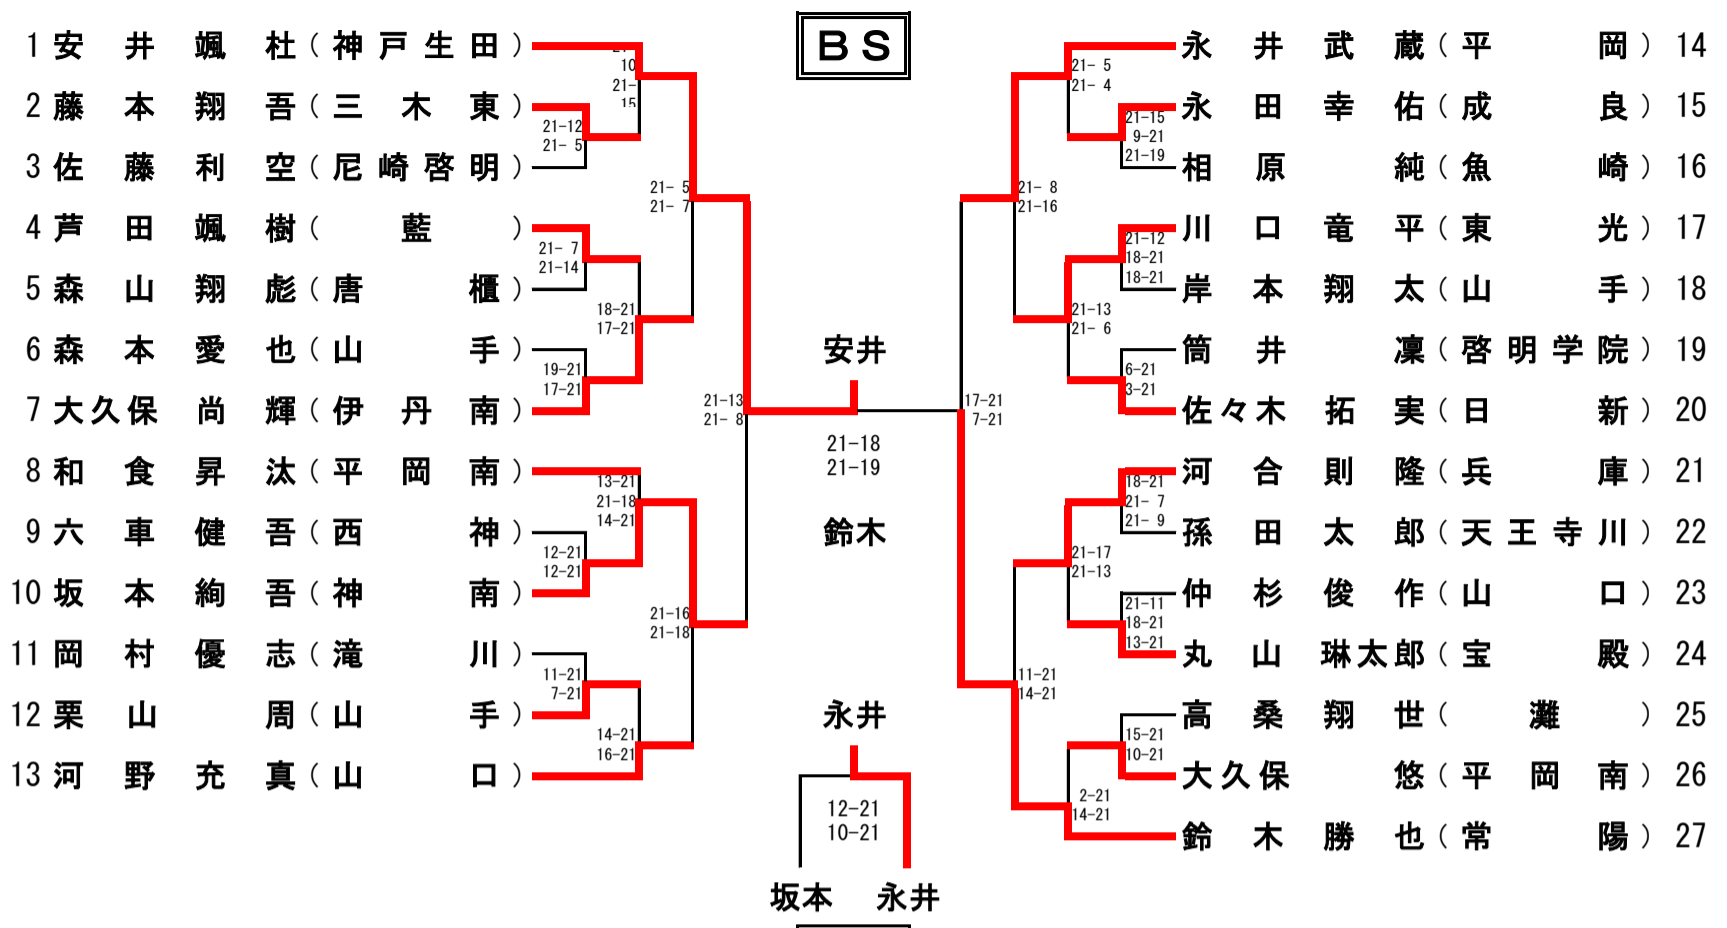 BS
1 安井颯杜(神戸生田)
2 藤本翔吾(三木東)
3 佐藤利空(尼崎啓明)
4 芦田颯樹(藍)
5 森山翔彪(唐櫃)
6 森本愛也(山手)
7 大久保尚輝(伊丹南)
8 和食昇汰(平岡南)
9 六車健吾(西神)
10 坂本絢吾(神南)
11 岡村優志(滝川)
12 栗山周(山手)
13 河野充真(山口)
10
21-
15
21-12
21- 5
21- 7
21-14
19-21
17-21
18-21
17-21
21- 5
21- 7
13-21
21-18
14-21
12-21
12-21
11-21
7-21
14-21
16-21
21-16
21-18
21-13
21- 8
安井
21-18
21-19
鈴木
永井
12-21
10-21
坂本 永井
永井武蔵(平岡) 14
永田幸佑(成良) 15
相原純(魚崎) 16
川口竜平(東光) 17
岸本翔太(山手) 18
筒井凜(啓明学院) 19
佐々木拓実(日新) 20
河合則隆(兵庫) 21
孫田太郎(天王寺川) 22
仲杉俊作(山口) 23
丸山琳太郎(宝殿) 24
高桑翔世(灘) 25
大久保悠(平岡南) 26
鈴木勝也(常陽) 27
21- 5
21- 4
21-15
9-21
21-19
21- 8
21-16
21-12
18-21
18-21
21-13
21- 6
6-21
3-21
17-21
7-21
18-21
21- 7
21- 9
21-17
21-13
21-11
18-21
13-21
11-21
14-21
15-21
10-21
2-21
14-21